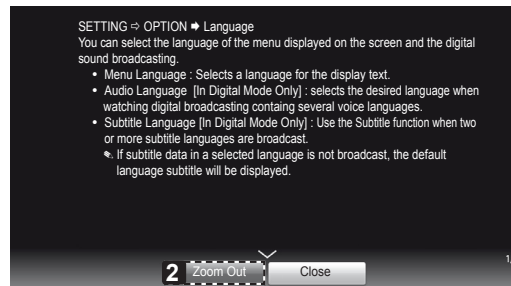 SETTING ⇨ OPTION ➡ Language
You can select the language of the menu displayed on the screen and the digital
sound broadcasting.
• Menu Language : Selects a language for the display text.
• Audio Language [In Digital Mode Only] : selects the desired language when
watching digital broadcasting containg several voice languages.
• Subtitle Language [In Digital Mode Only] : Use the Subtitle function when two
or more subtitle languages are broadcast.
✎ If subtitle data in a selected language is not broadcast, the default
language subtitle will be displayed.
2 Zoom Out Close